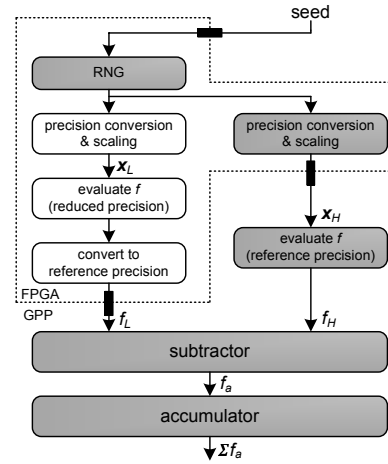 seed
RNG
precision conversion
& scaling
precision conversion
& scaling
x_L
evaluate f
(reduced precision)
x_H
evaluate f
(reference precision)
convert to
reference precision
FPGA
GPP
f_L
f_H
subtractor
f_a
accumulator
Σf_a